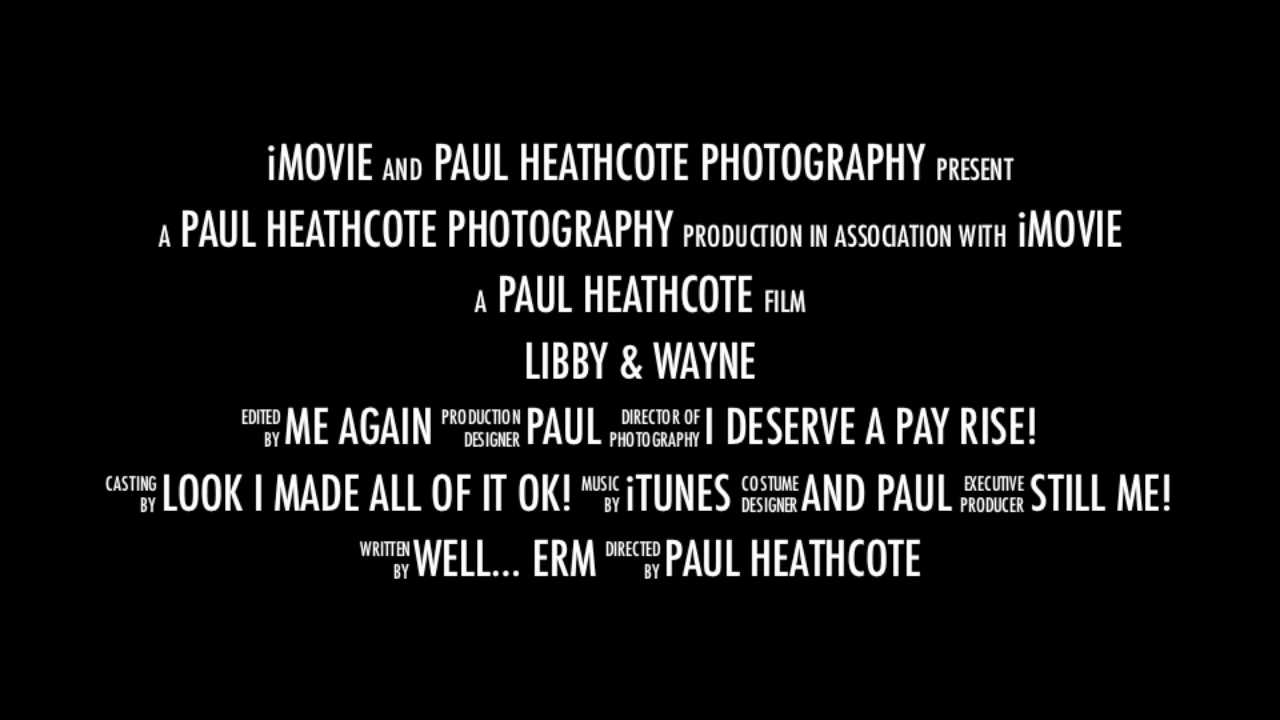 iMOVIE AND PAUL HEATHCOTE PHOTOGRAPHY PRESENT
A PAUL HEATHCOTE PHOTOGRAPHY PRODUCTION IN ASSOCIATION WITH iMOVIE
A PAUL HEATHCOTE FILM
LIBBY & WAYNE
EDITED BY ME AGAIN PRODUCTION DESIGNER PAUL DIRECTOR OF PHOTOGRAPHY I DESERVE A PAY RISE!
CASTING BY LOOK I MADE ALL OF IT OK! MUSIC BY iTUNES COSTUME DESIGNER AND PAUL EXECUTIVE PRODUCER STILL ME!
WRITTEN BY WELL... ERM DIRECTED BY PAUL HEATHCOTE